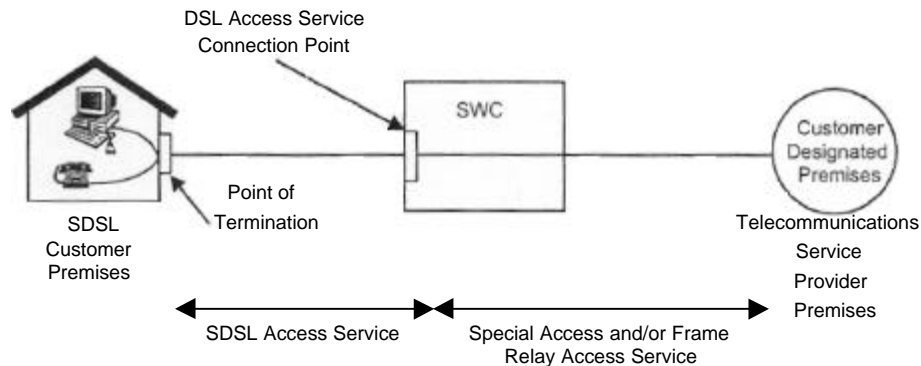 DSL Access Service
Connection Point
SWC
Customer
Designated
Premises
Point of
Termination
SDSL
Customer
Premises
Telecommunications
Service
Provider
Premises
SDSL Access Service
Special Access and/or Frame
Relay Access Service